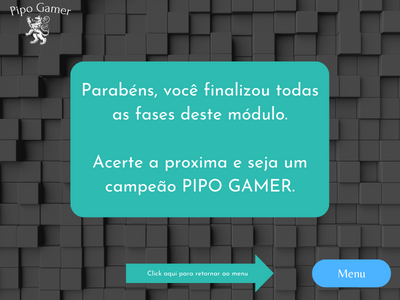 Pipo Gamer
Parabéns, você finalizou todas
as fases deste módulo.
Acerte a proxima e seja um
campeão PIPO GAMER.
Click aqui para retornar ao menu
Menu